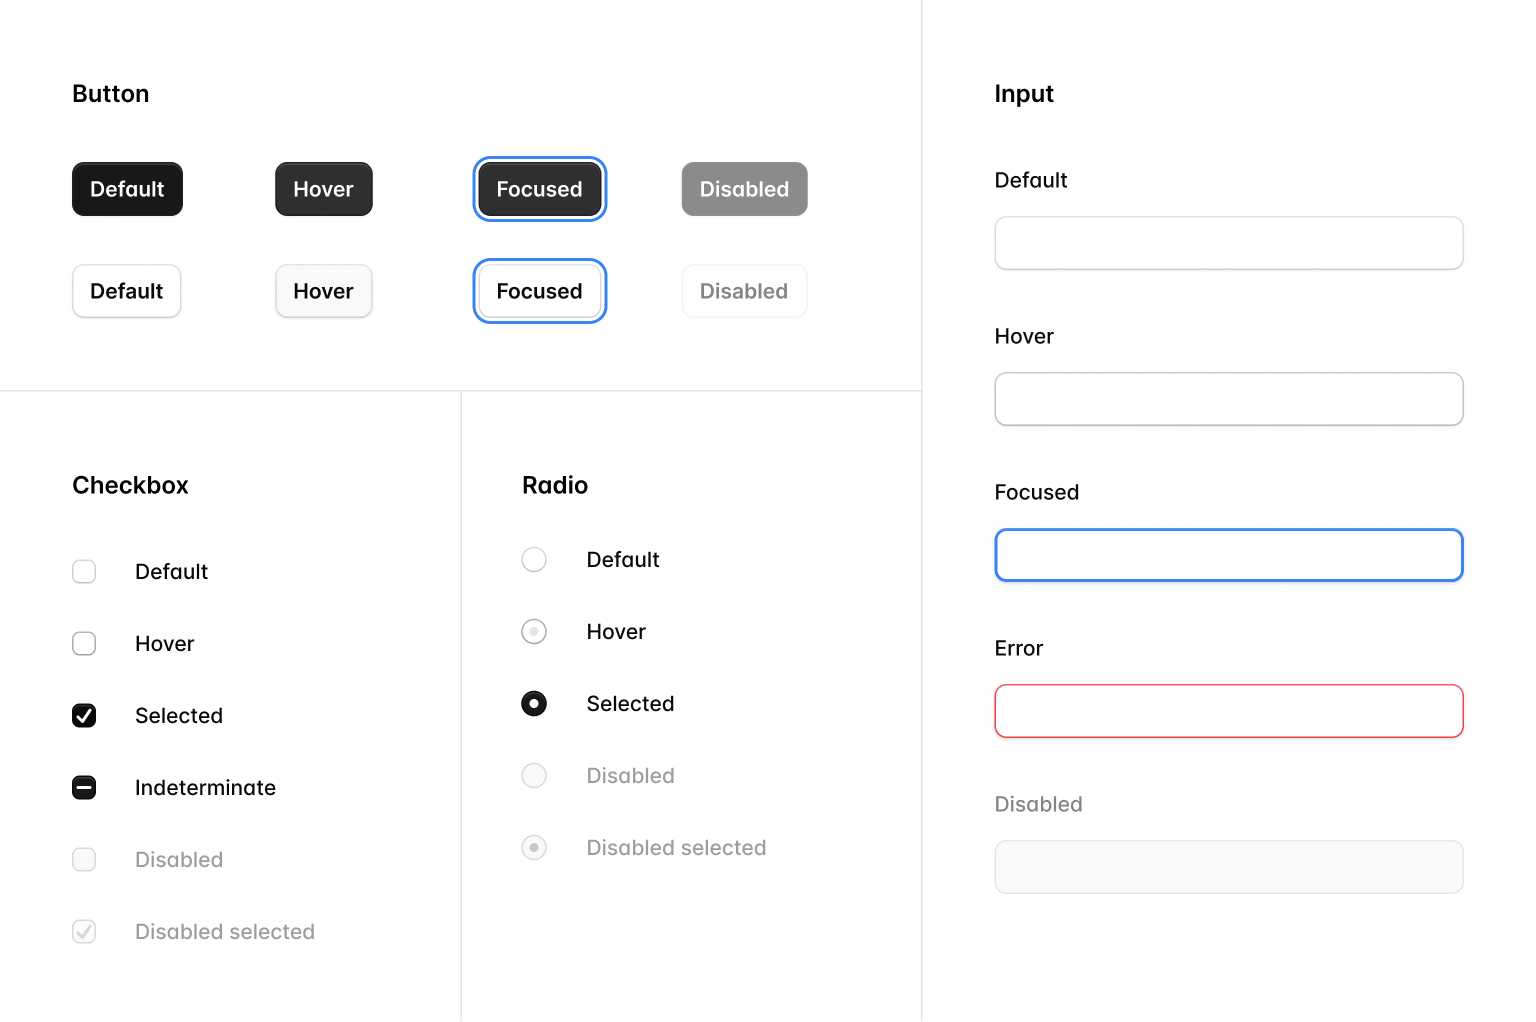 Button
Default
Hover
Focused
Disabled
Default
Hover
Focused
Disabled
Checkbox
Default
Hover
Selected
Indeterminate
Disabled
Disabled selected
Radio
Default
Hover
Selected
Disabled
Disabled selected
Input
Default
Hover
Focused
Error
Disabled